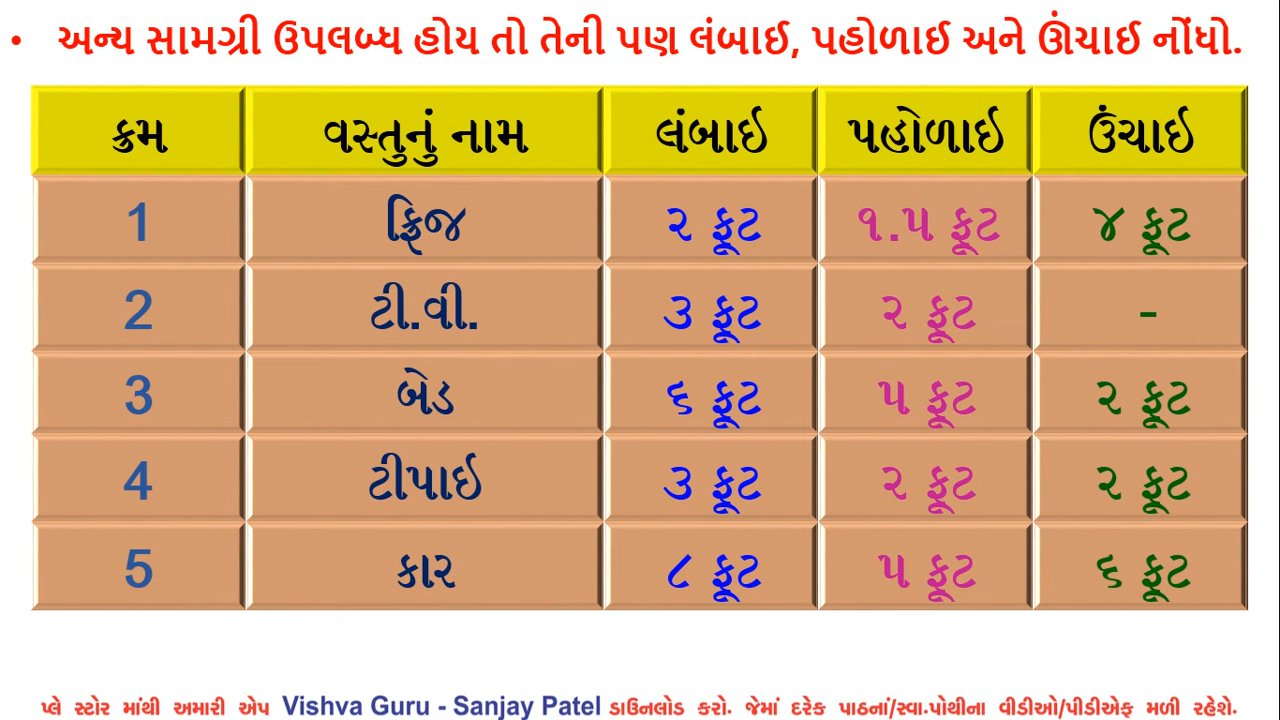 • અન્ય સામગ્રી ઉપલબ્ધ હોય તો તેની પણ લંબાઈ, પહોળાઈ અને ઊંચાઈ નોંધો.
ક્રમ વસ્તુનું નામ લંબાઇ પહોળાઇ ઉંચાઇ
1 ફ્રિજ ૨ ફૂટ ૧.૫ ફૂટ ૪ ફૂટ
2 ટી.વી. ૩ ફૂટ ૨ ફૂટ -
3 બેડ ૬ ફૂટ ૫ ફૂટ ૨ ફૂટ
4 ટીપાઇ ૩ ફૂટ ૨ ફૂટ ૨ ફૂટ
5 કાર ૮ ફૂટ ૫ ફૂટ ૬ ફૂટ
પ્લે સ્ટોર માંથી અમારી એપ Vishva Guru - Sanjay Patel ડાઉનલોડ કરો. જેમાં દરેક પાઠનાં/સ્વા.પોથીના વીડીઓ/પીડીએફ મળી રહેશે.